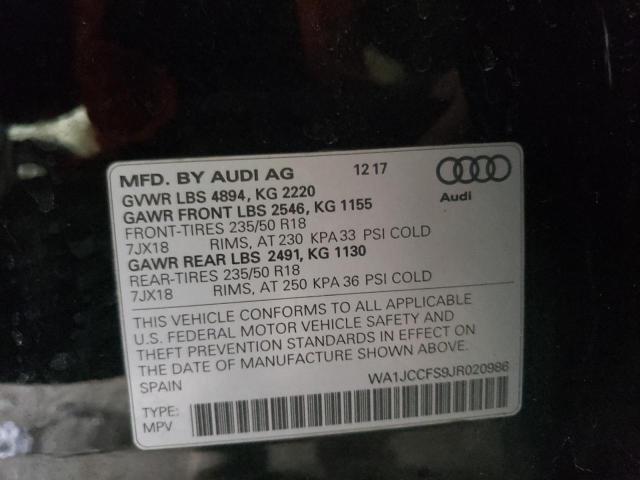 MFD. BY AUDI AG 12 17
GVWR LBS 4894, KG 2220
GAWR FRONT LBS 2546, KG 1155
FRONT-TIRES 235/50 R18
7JX18 RIMS, AT 230 KPA 33 PSI COLD
GAWR REAR LBS 2491, KG 1130
REAR-TIRES 235/50 R18
7JX18 RIMS, AT 250 KPA 36 PSI COLD
Audi
THIS VEHICLE CONFORMS TO ALL APPLICABLE
U.S. FEDERAL MOTOR VEHICLE SAFETY AND
THEFT PREVENTION STANDARDS IN EFFECT ON
THE DATE OF MANUFACTURE SHOWN ABOVE.
SPAIN
WA1JCCFS9JR020986
TYPE:
MPV